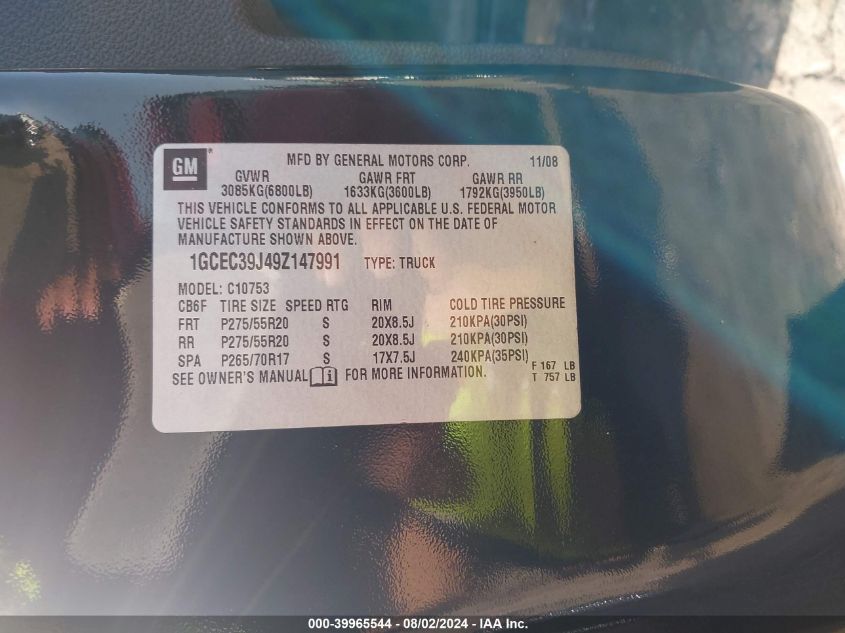 GM ® MFD BY GENERAL MOTORS CORP. 11/08
GVWR GAWR FRT GAWR RR
3085KG(6800LB) 1633KG(3600LB) 1792KG(3950LB)
THIS VEHICLE CONFORMS TO ALL APPLICABLE U.S. FEDERAL MOTOR
VEHICLE SAFETY STANDARDS IN EFFECT ON THE DATE OF
MANUFACTURE SHOWN ABOVE.
1GCEC39J49Z147991 TYPE: TRUCK
MODEL: C10753
CB6F TIRE SIZE SPEED RTG RIM COLD TIRE PRESSURE
FRT P275/55R20 S 20X8.5J 210KPA(30PSI)
RR P275/55R20 S 20X8.5J 210KPA(30PSI)
SPA P265/70R17 S 17X7.5J 240KPA(35PSI)
SEE OWNER'S MANUAL i FOR MORE INFORMATION. F 167 LB
T 757 LB
000-39965544 - 08/02/2024 - IAA Inc.